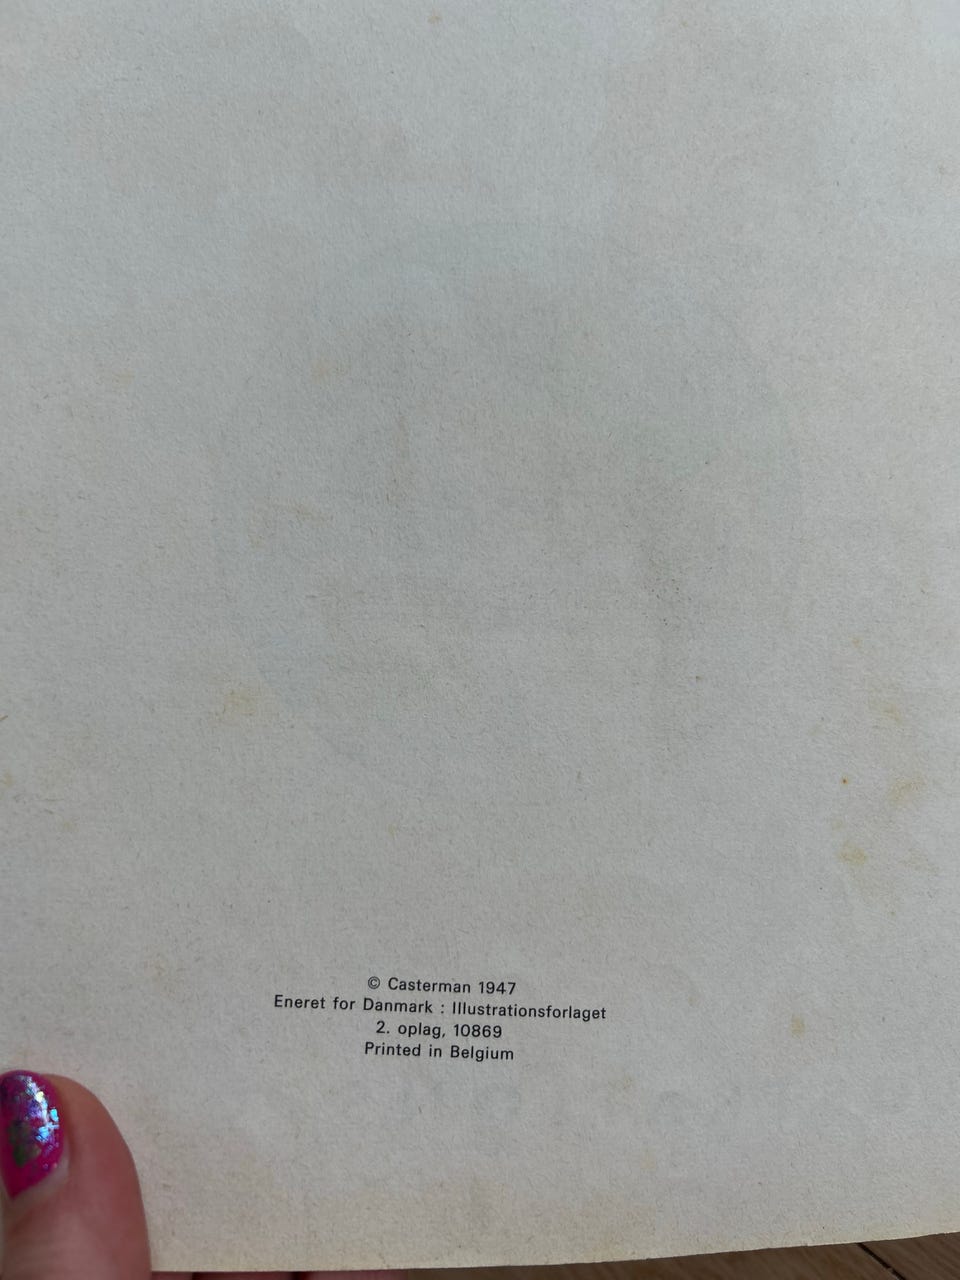 © Casterman 1947
Eneret for Danmark : Illustrationsforlaget
2. oplag, 10869
Printed in Belgium